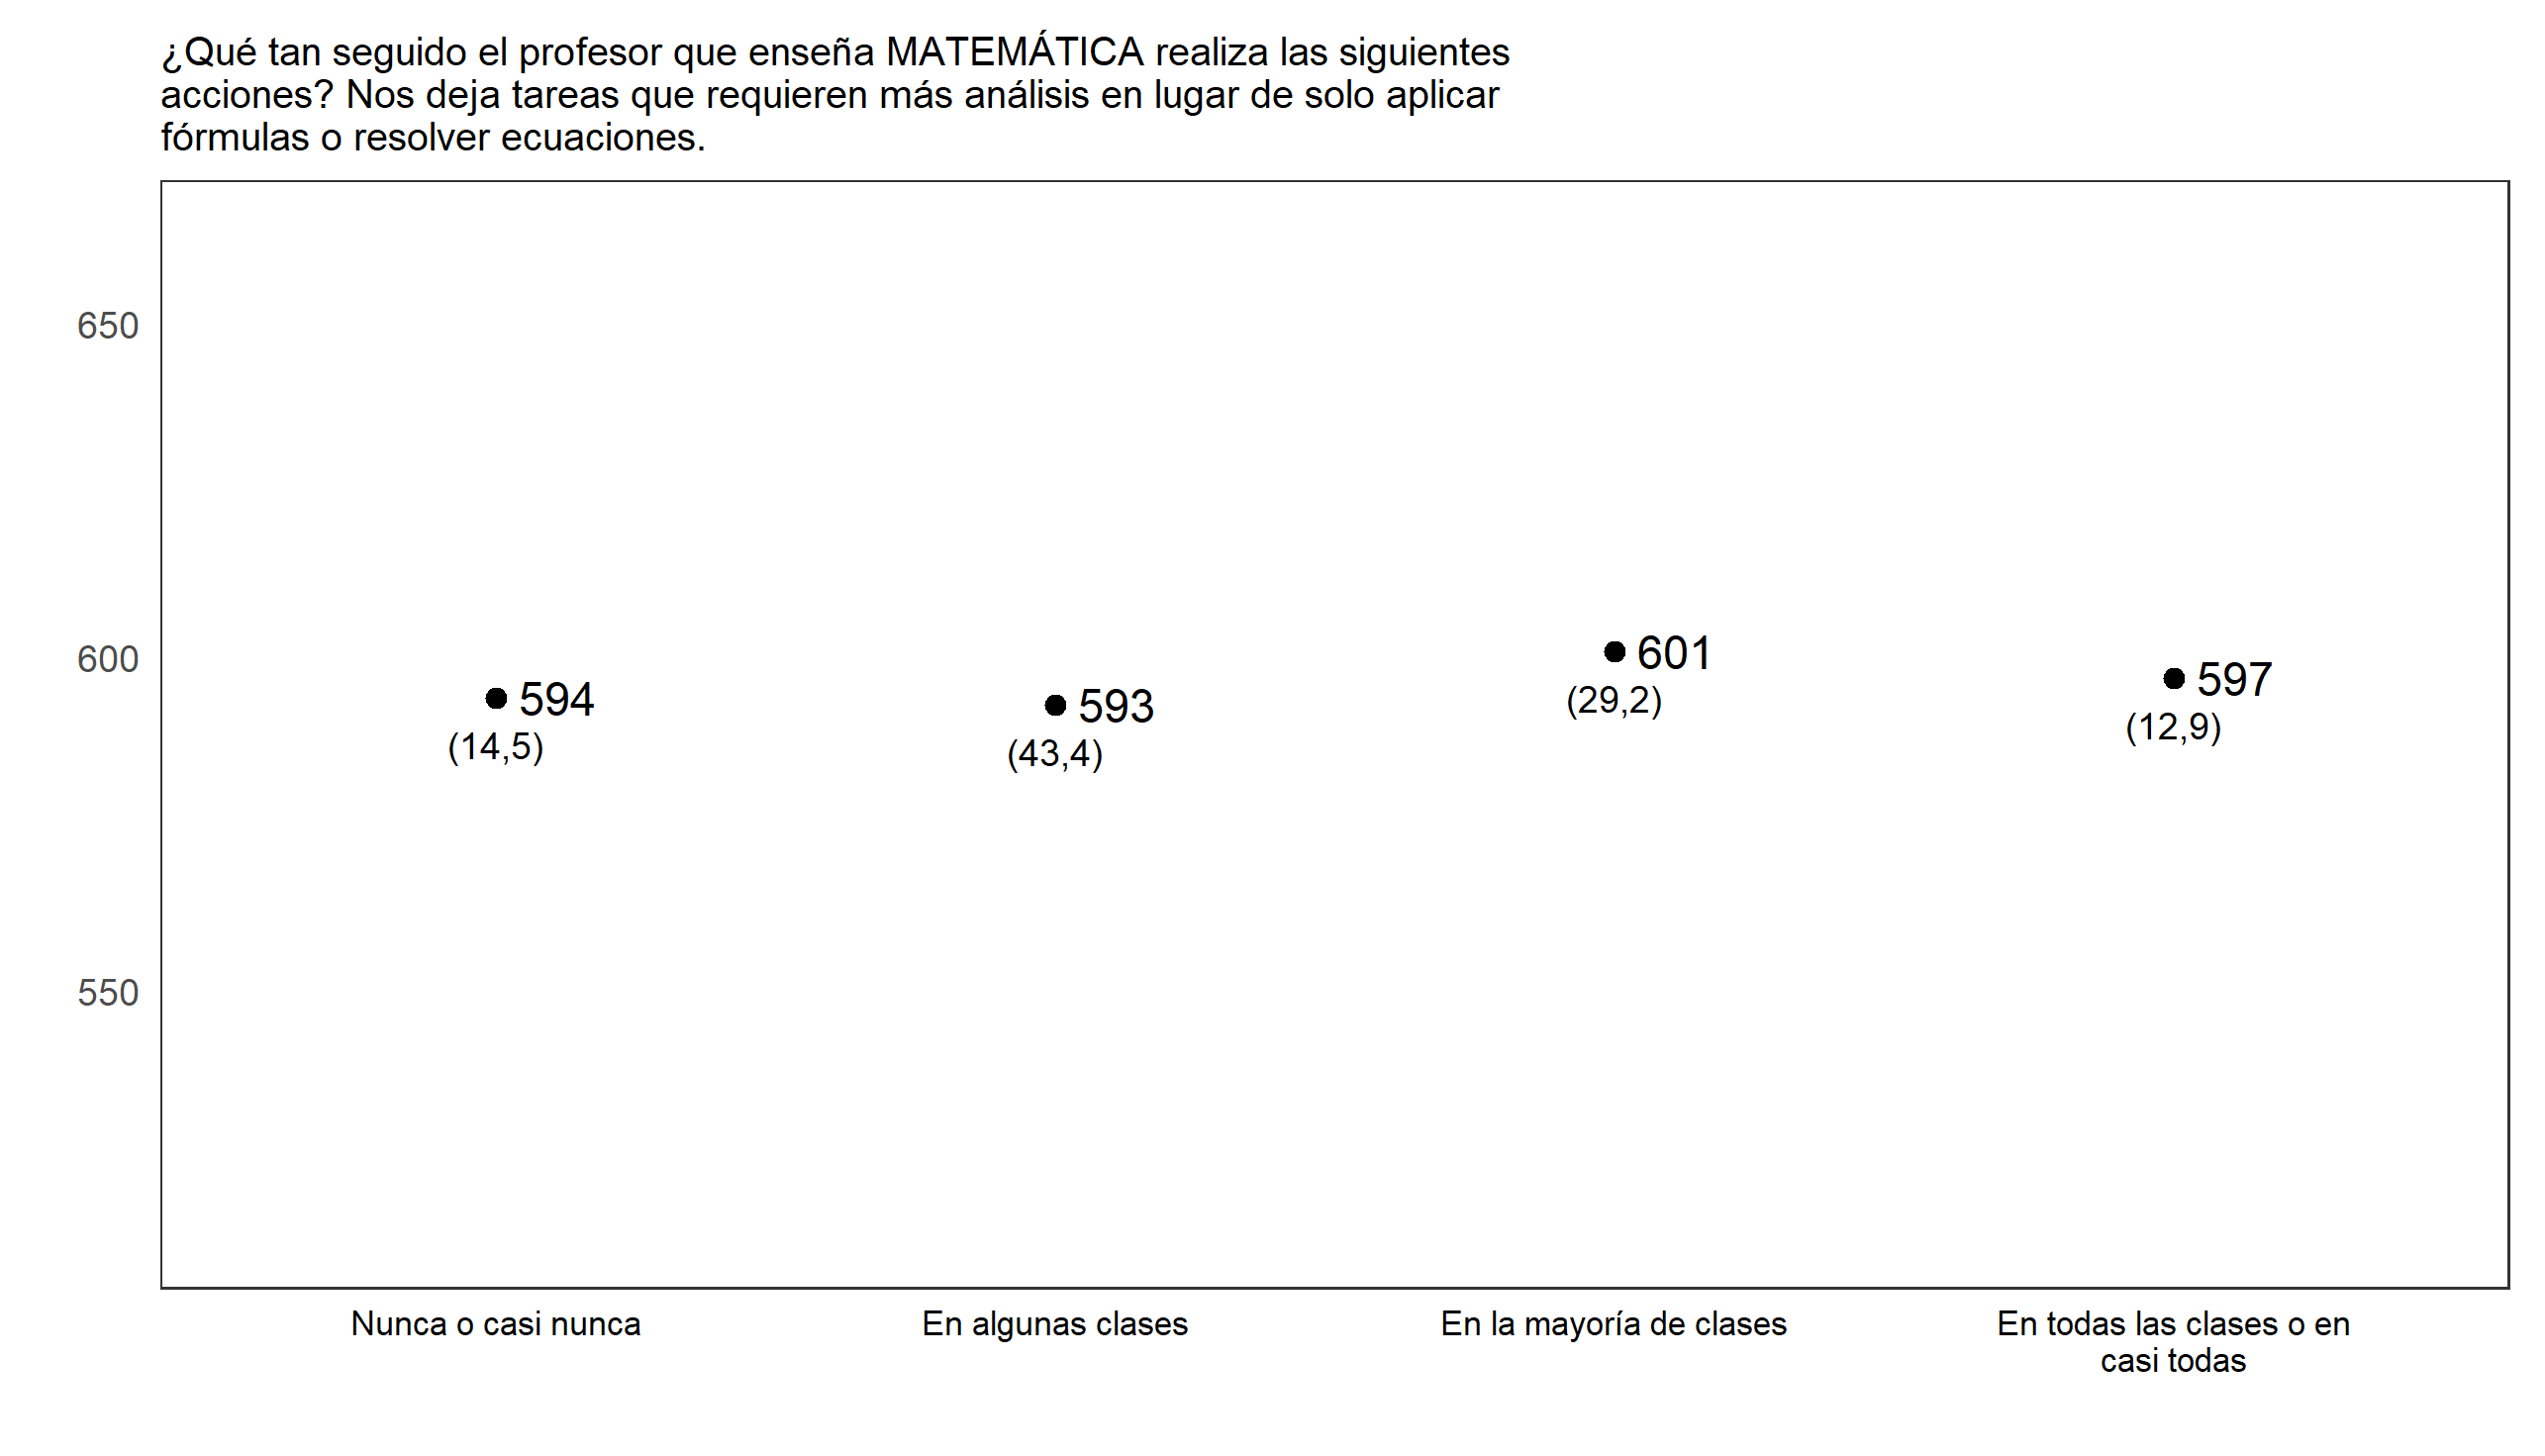 ¿Qué tan seguido el profesor que enseña MATEMÁTICA realiza las siguientes
acciones? Nos deja tareas que requieren más análisis en lugar de solo aplicar
fórmulas o resolver ecuaciones.
650
600
550
594
(14,5)
593
(43,4)
601
(29,2)
597
(12,9)
Nunca o casi nunca
En algunas clases
En la mayoría de clases
En todas las clases o en
casi todas